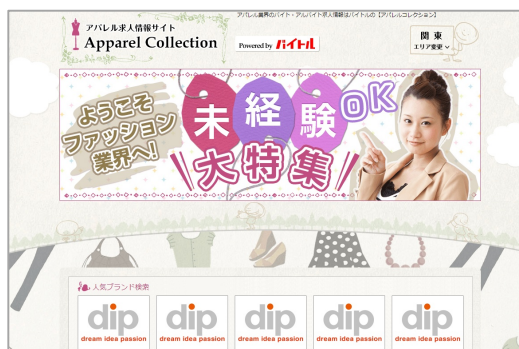 アパレル業界のバイト・アルバイト求人情報はバイトルの【アパレルコレクション】
アパレル求人情報サイト
Apparel Collection
Powered by バイトル
関東
エリア変更
ようこそ
ファッション
業界へ!
未経験OK
大特集
人気ブランド検索
dip
dream idea passion
dip
dream idea passion
dip
dream idea passion
dip
dream idea passion
dip
dream idea passion